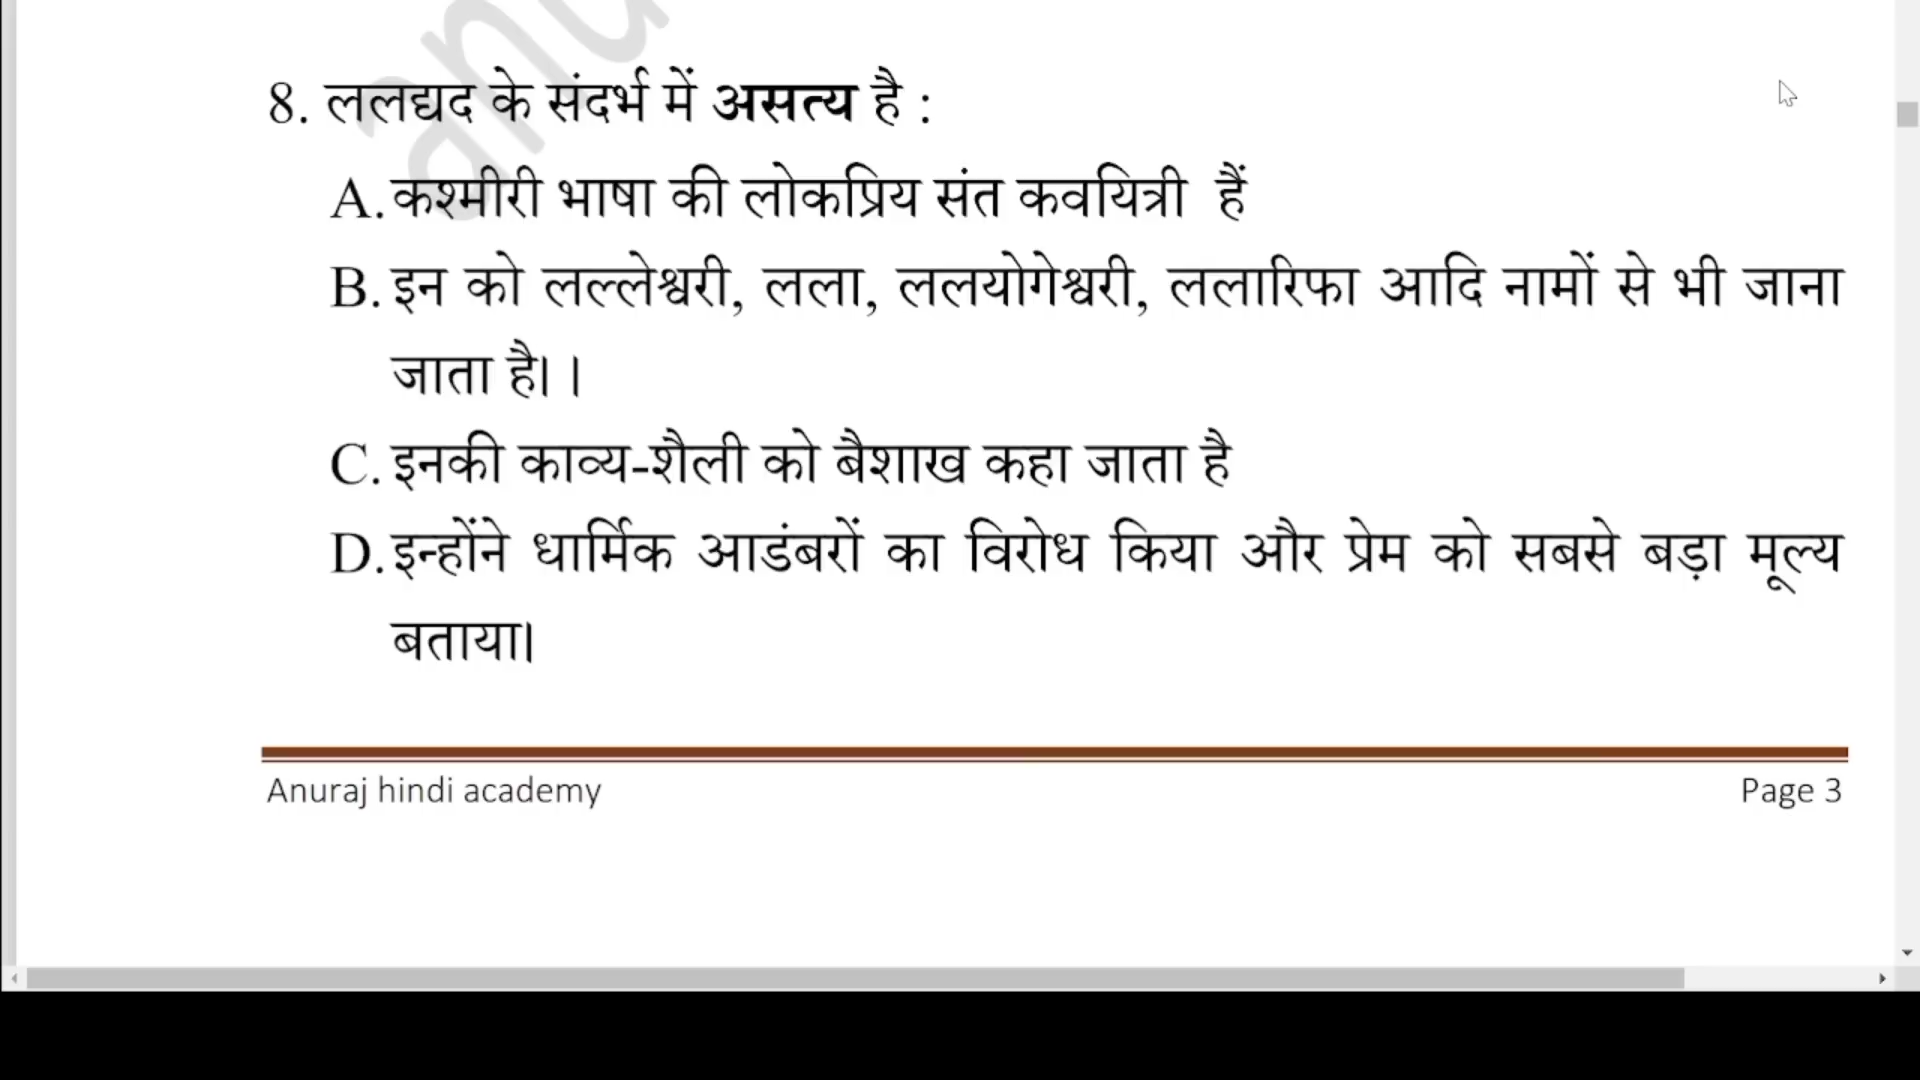 anu
8. ललद्यद के संदर्भ में असत्य है :
A. कश्मीरी भाषा की लोकप्रिय संत कवयित्री हैं
B. इन को लल्लेश्वरी, लला, ललयोगेश्वरी, ललारिफा आदि नामों से भी जाना
जाता है। ।
C. इनकी काव्य-शैली को बैशाख कहा जाता है
D. इन्होंने धार्मिक आडंबरों का विरोध किया और प्रेम को सबसे बड़ा मूल्य
बताया।
Anuraj hindi academy Page 3